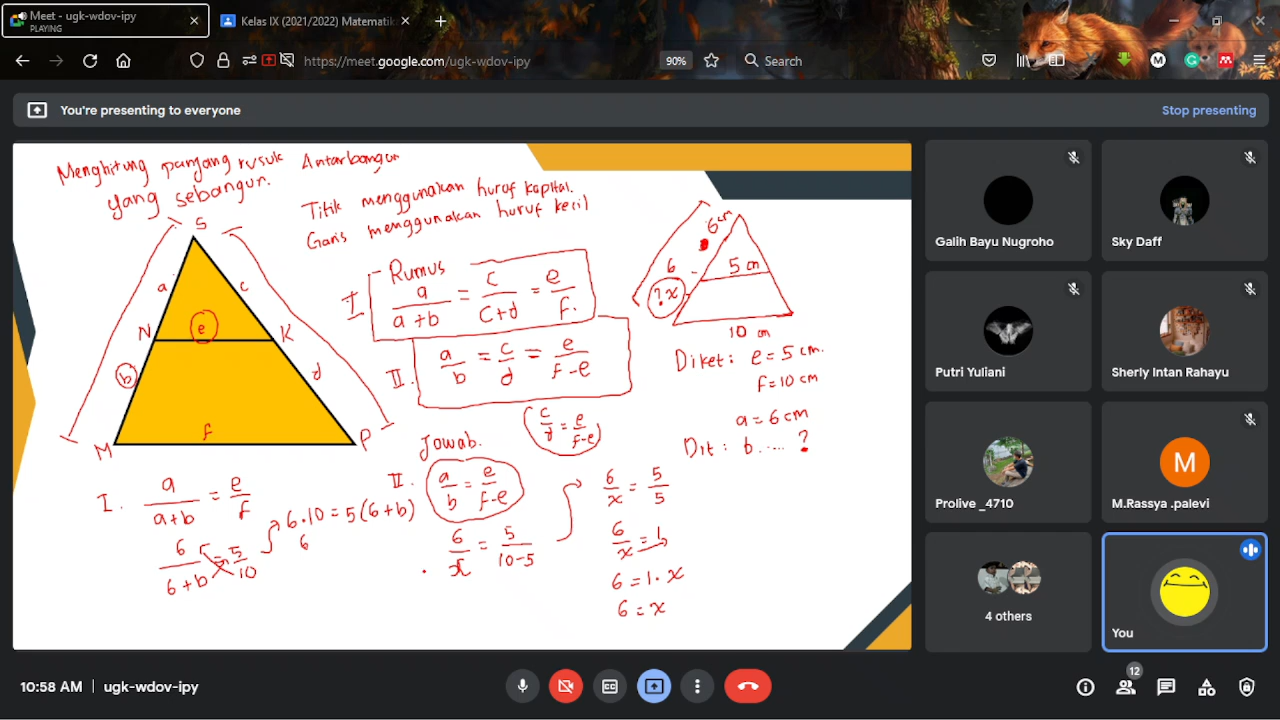 Meet - ugk-wdov-ipy
PLAYING
Kelas IX (2021/2022) Matematik
https://meet.google.com/ugk-wdov-ipy
90%
Search
You're presenting to everyone
Stop presenting
Menghitung panjang rusuk Antarbangun
yang sebangun.
Titik menggunakan huruf kapital.
Garis menggunakan huruf kecil
S
a
c
N
e
K
b
d
M
f
P
I
Rumus
a/a+b = c/c+d = e/f.
II.
a/b = c/d = e/f-e
c/d = e/f-e
6 cm
6
5 cm
? x
10 cm
Diket: e = 5 cm.
f = 10 cm
a = 6 cm
Dit: b.... ?
Jawab.
I. a/a+b = e/f
6/6+b = 5/10
6.10 = 5(6+b)
6
II. a/b = e/f-e
6/x = 5/10-5
6/x = 5/5
6/x = 1
6 = 1. x
6 = x
Galih Bayu Nugroho
Sky Daff
Putri Yuliani
Sherly Intan Rahayu
Prolive _4710
M
M.Rassya .palevi
4 others
You
10:58 AM | ugk-wdov-ipy
12